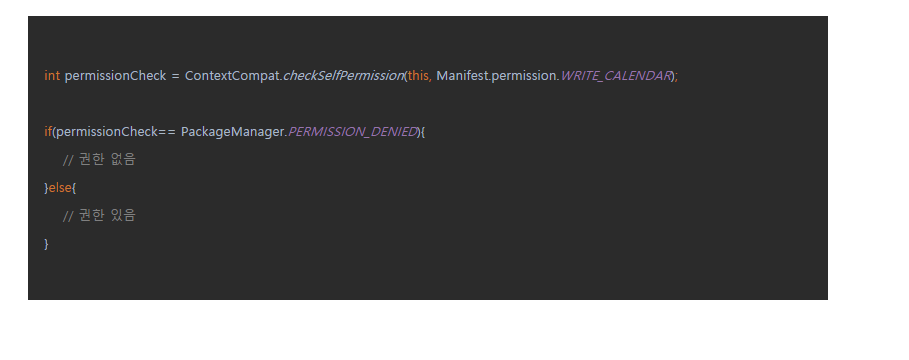 int permissionCheck = ContextCompat.checkSelfPermission(this, Manifest.permission.WRITE_CALENDAR);
if(permissionCheck== PackageManager.PERMISSION_DENIED){
// 권한 없음
}else{
// 권한 있음
}